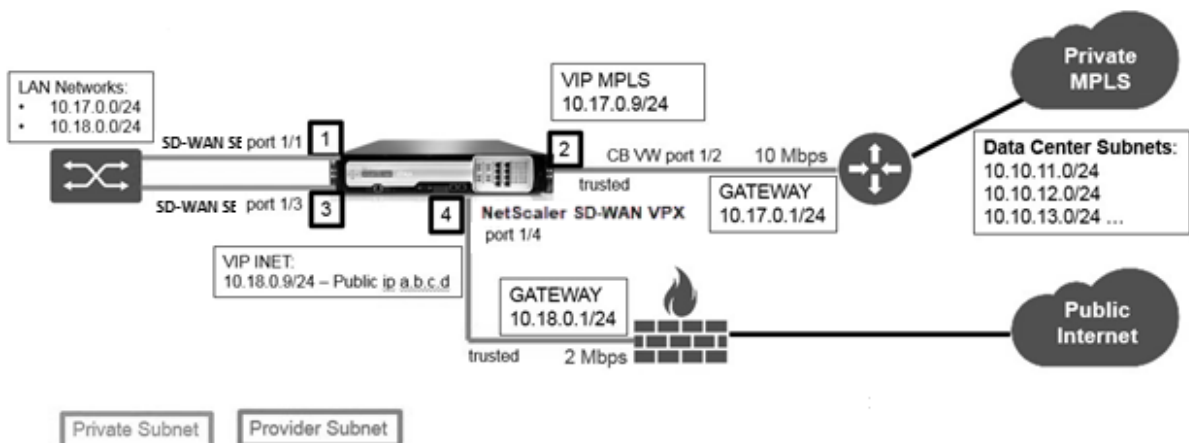 Private
MPLS
LAN Networks:
• 10.17.0.0/24
• 10.18.0.0/24
VIP MPLS
10.17.0.9/24
SD-WAN SE port 1/1
1
2
CB VW port 1/2
10 Mbps
trusted
GATEWAY
10.17.0.1/24
Data Center Subnets:
10.10.11.0/24
10.10.12.0/24
10.10.13.0/24 ...
SD-WAN SE port 1/3
3
4
NetScaler SD-WAN VPX
port 1/4
VIP INET:
10.18.0.9/24 – Public ip a.b.c.d
GATEWAY
10.18.0.1/24
trusted
2 Mbps
Public
Internet
Private Subnet
Provider Subnet